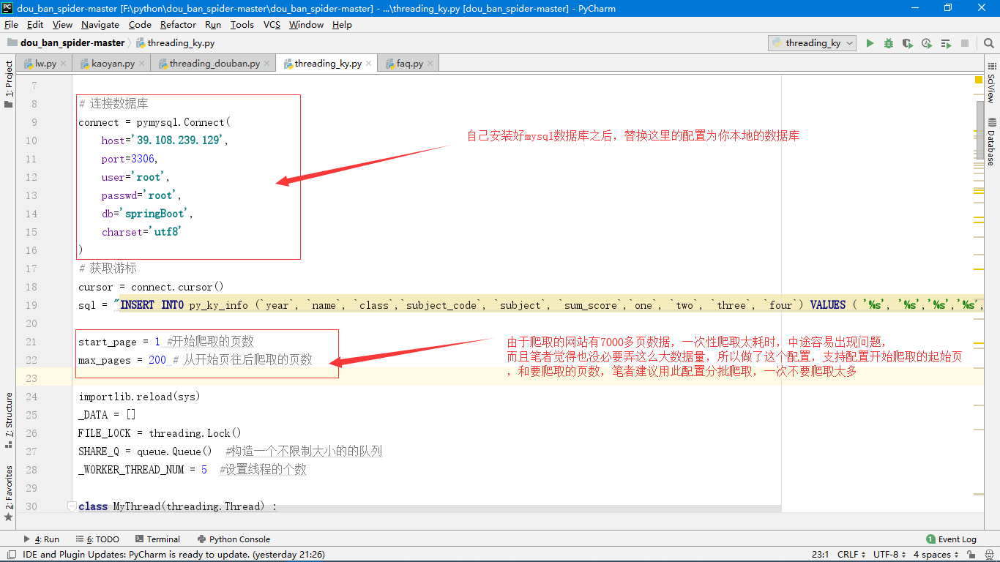 dou_ban_spider-master [F:\python\dou_ban_spider-master\dou_ban_spider-master] - ...\threading_ky.py [dou_ban_spider-master] - PyCharm
File Edit View Navigate Code Refactor Run Tools VCS Window Help
dou_ban_spider-master threading_ky.py threading_ky
lw.py kaoyan.py threading_douban.py threading_ky.py faq.py
1: Project
SciView
Database
7
8 # 连接数据库
9 connect = pymysql.Connect(
10 host='39.108.239.129',
自己安装好mysql数据库之后，替换这里的配置为你本地的数据库
11 port=3306,
12 user='root',
13 passwd='root',
14 db='springBoot',
15 charset='utf8'
16 )
17 # 获取游标
18 cursor = connect.cursor()
19 sql = "INSERT INTO py_ky_info (`year`, `name`, `class`,`subject_code`, `subject`, `sum_score`,`one`, `two`, `three`, `four`) VALUES ( '%s', '%s','%s','%s',
20
21 start_page = 1 #开始爬取的页数
22 max_pages = 200 # 从开始页往后爬取的页数
由于爬取的网站有7000多页数据，一次性爬取太耗时，中途容易出现问题，
而且笔者觉得也没必要弄这么大数据量，所以做了这个配置，支持配置开始爬取的起始页
，和要爬取的页数，笔者建议用此配置分批爬取，一次不要爬取太多
23
24 importlib.reload(sys)
25 _DATA = []
26 FILE_LOCK = threading.Lock()
27 SHARE_Q = queue.Queue() #构造一个不限制大小的的队列
28 _WORKER_THREAD_NUM = 5 #设置线程的个数
29
30 class MyThread(threading.Thread) :
7: Structure
2: Favorites
4: Run 6: TODO Terminal Python Console 1 Event Log
IDE and Plugin Updates: PyCharm is ready to update. (yesterday 21:26) 23:1 CRLF UTF-8 4 spaces